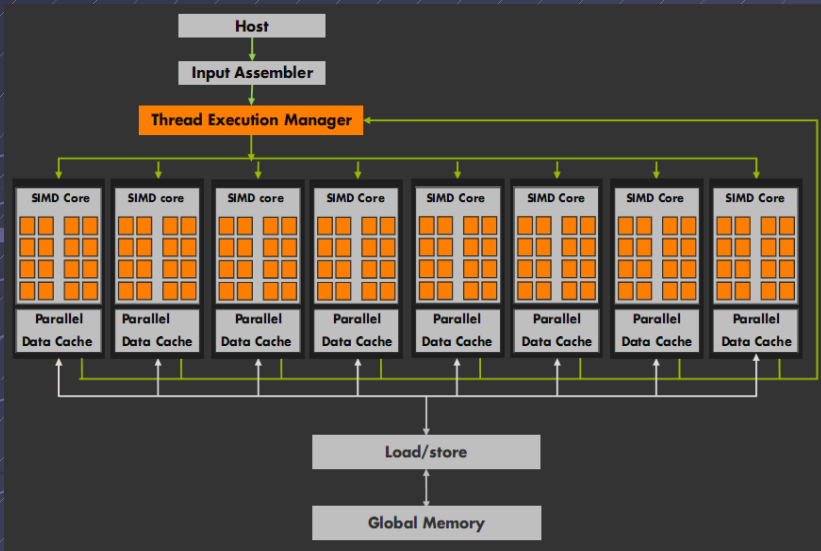 Host
Input Assembler
Thread Execution Manager
SIMD Core
SIMD core
SIMD core
SIMD Core
SIMD Core
SIMD Core
SIMD Core
SIMD Core
Parallel
Data Cache
Parallel
Data Cache
Parallel
Data Cache
Parallel
Data Cache
Parallel
Data Cache
Parallel
Data Cache
Parallel
Data Cache
Parallel
Data Cache
Load/store
Global Memory